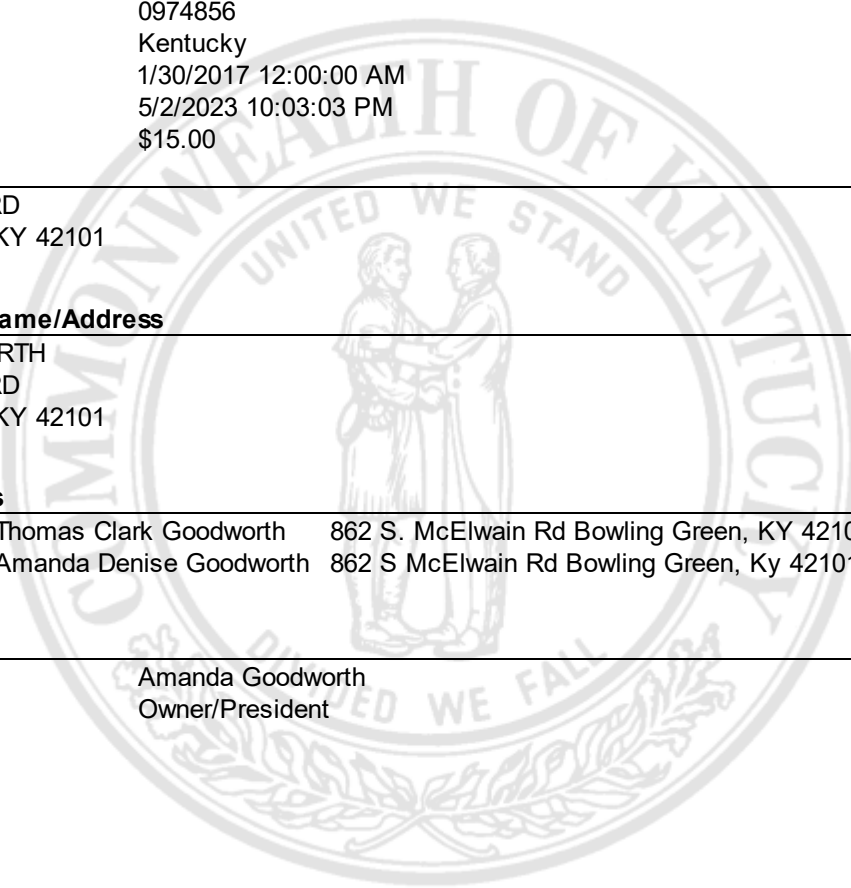 0974856
Kentucky
1/30/2017 12:00:00 AM
5/2/2023 10:03:03 PM
$15.00
RD
KY 42101
ame/Address
RTH
RD
KY 42101
s
Thomas Clark Goodworth 862 S. McElwain Rd Bowling Green, KY 4210
Amanda Denise Goodworth 862 S McElwain Rd Bowling Green, Ky 42101
Amanda Goodworth
Owner/President
COMMONWEALTH OF KENTUCKY
UNITED WE STAND
DIVIDED WE FALL